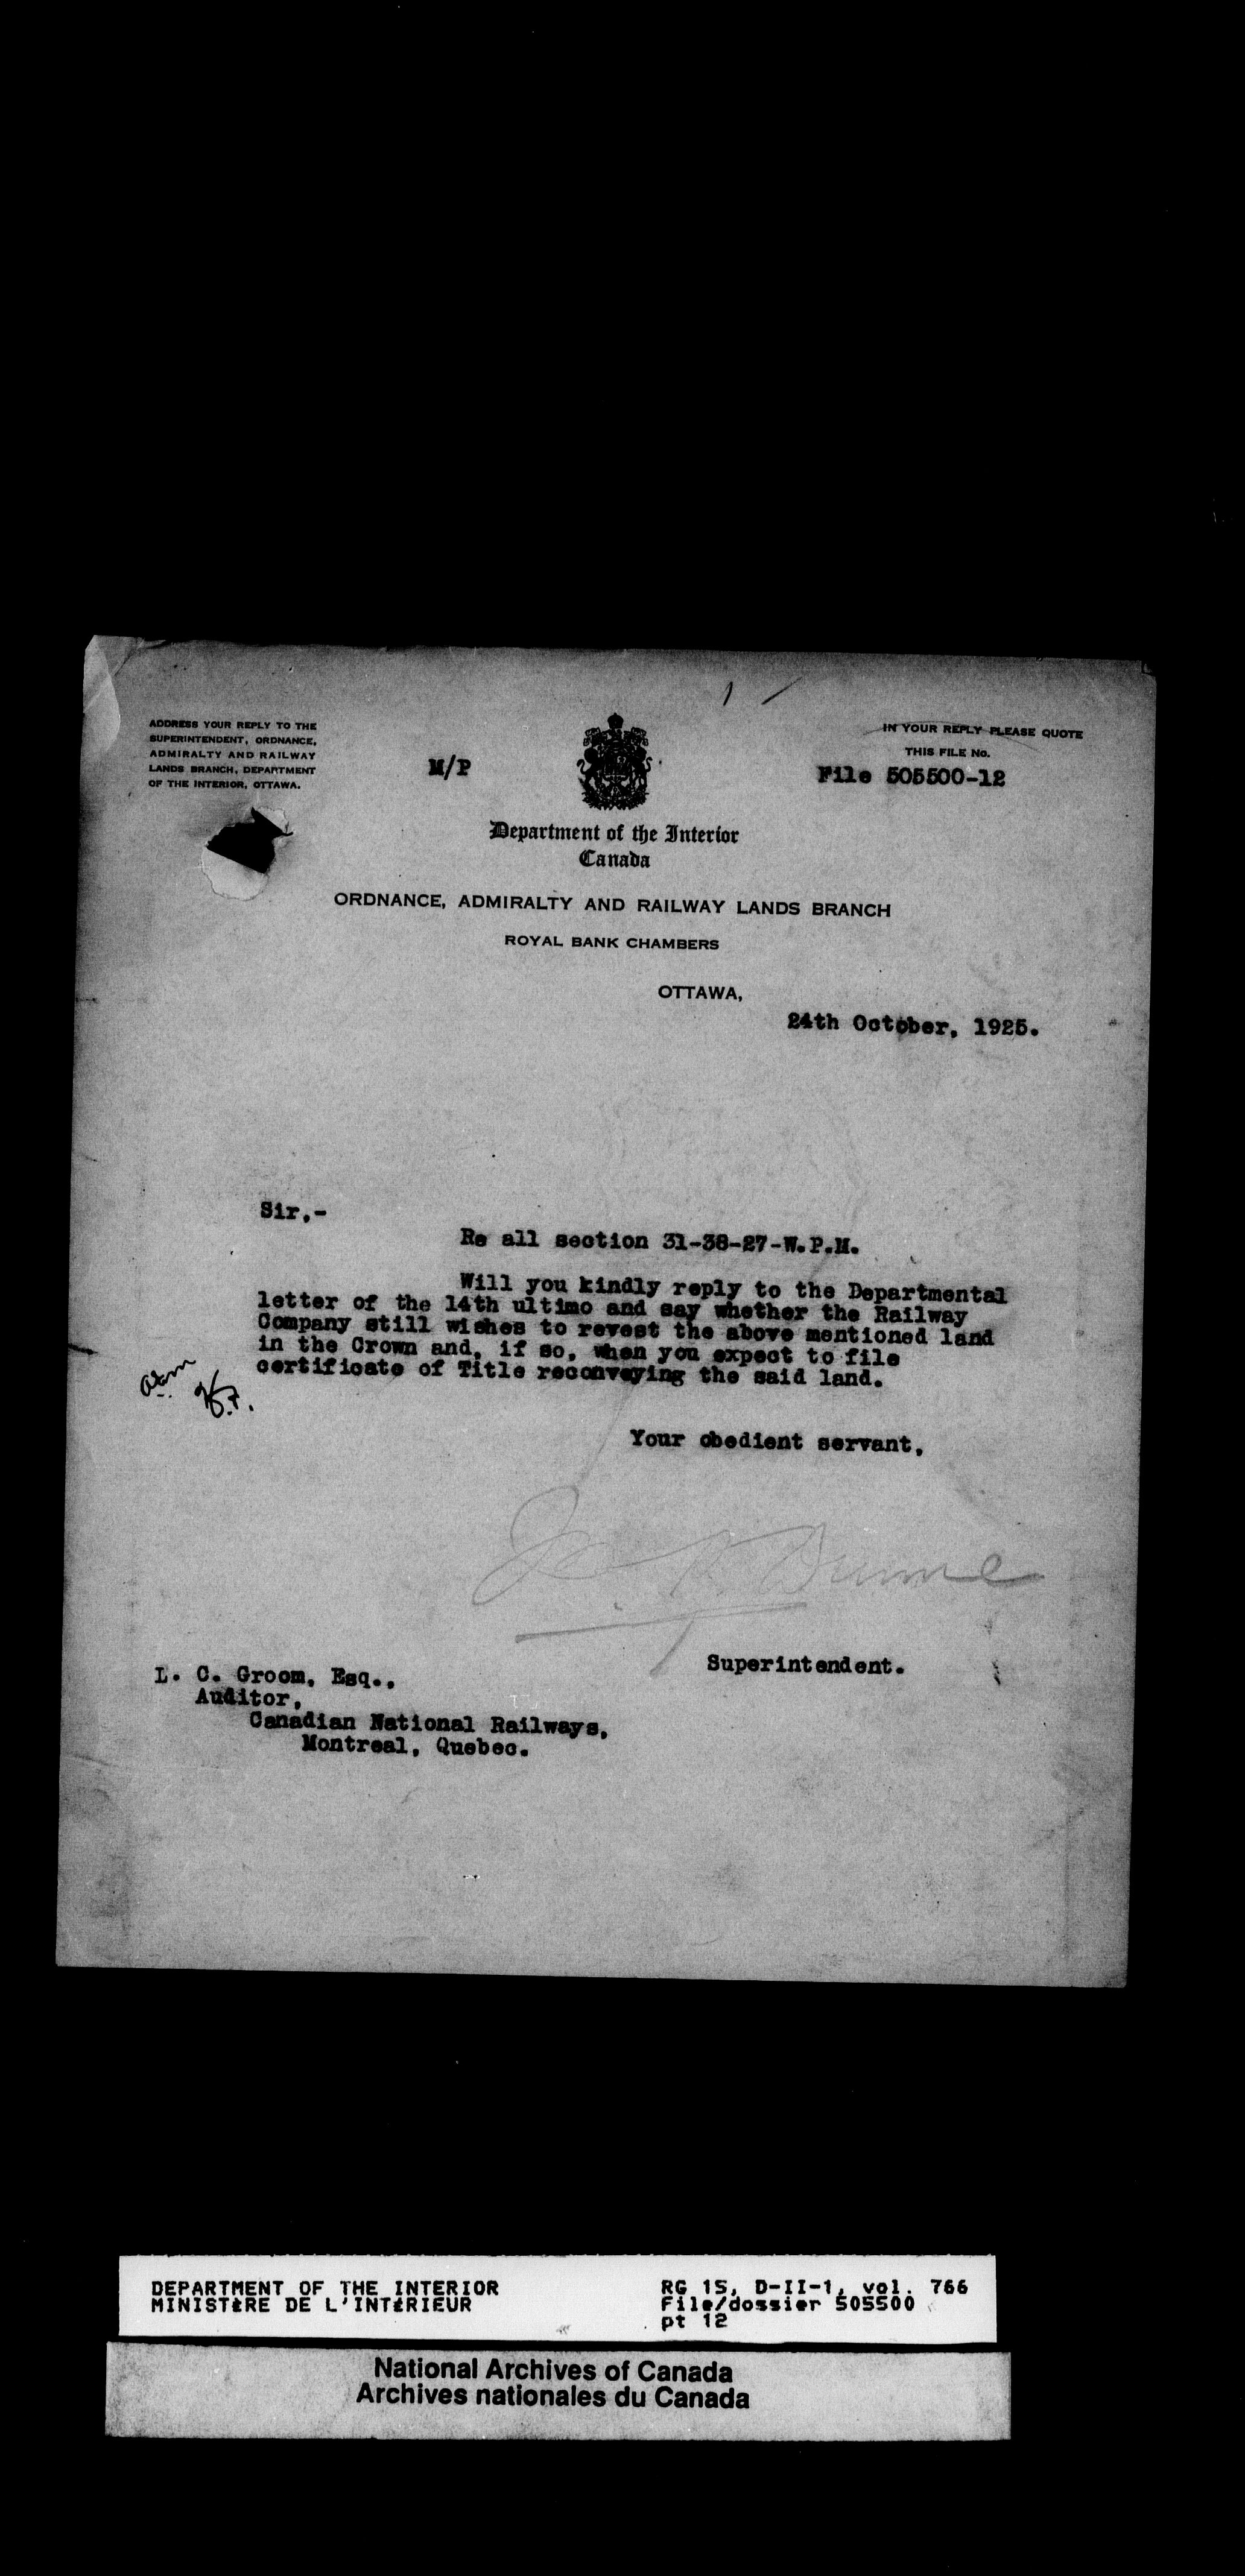 ADDRESS YOUR REPLY TO THE
SUPERINTENDENT, ORDNANCE,
ADMIRALTY AND RAILWAY
LANDS BRANCH, DEPARTMENT
OF THE INTERIOR, OTTAWA.
M/P
IN YOUR REPLY PLEASE QUOTE
THIS FILE No.
File 505500-12
Department of the Interior
Canada
ORDNANCE, ADMIRALTY AND RAILWAY LANDS BRANCH
ROYAL BANK CHAMBERS
OTTAWA,
24th October, 1925.
Sir,-
Re all section 31-38-27-W.P.M.
Will you kindly reply to the Departmental
letter of the 14th ultimo and say whether the Railway
Company still wishes to revest the above mentioned land
in the Crown and, if so, when you expect to file
certificate of Title reconveying the said land.
Your obedient servant,
Superintendent.
L. C. Groom, Esq.,
Auditor,
Canadian National Railways,
Montreal, Quebec.
DEPARTMENT OF THE INTERIOR
MINISTÈRE DE L'INTÉRIEUR
RG 15, D-II-1, vol. 766
File/dossier 505500
pt 12
National Archives of Canada
Archives nationales du Canada